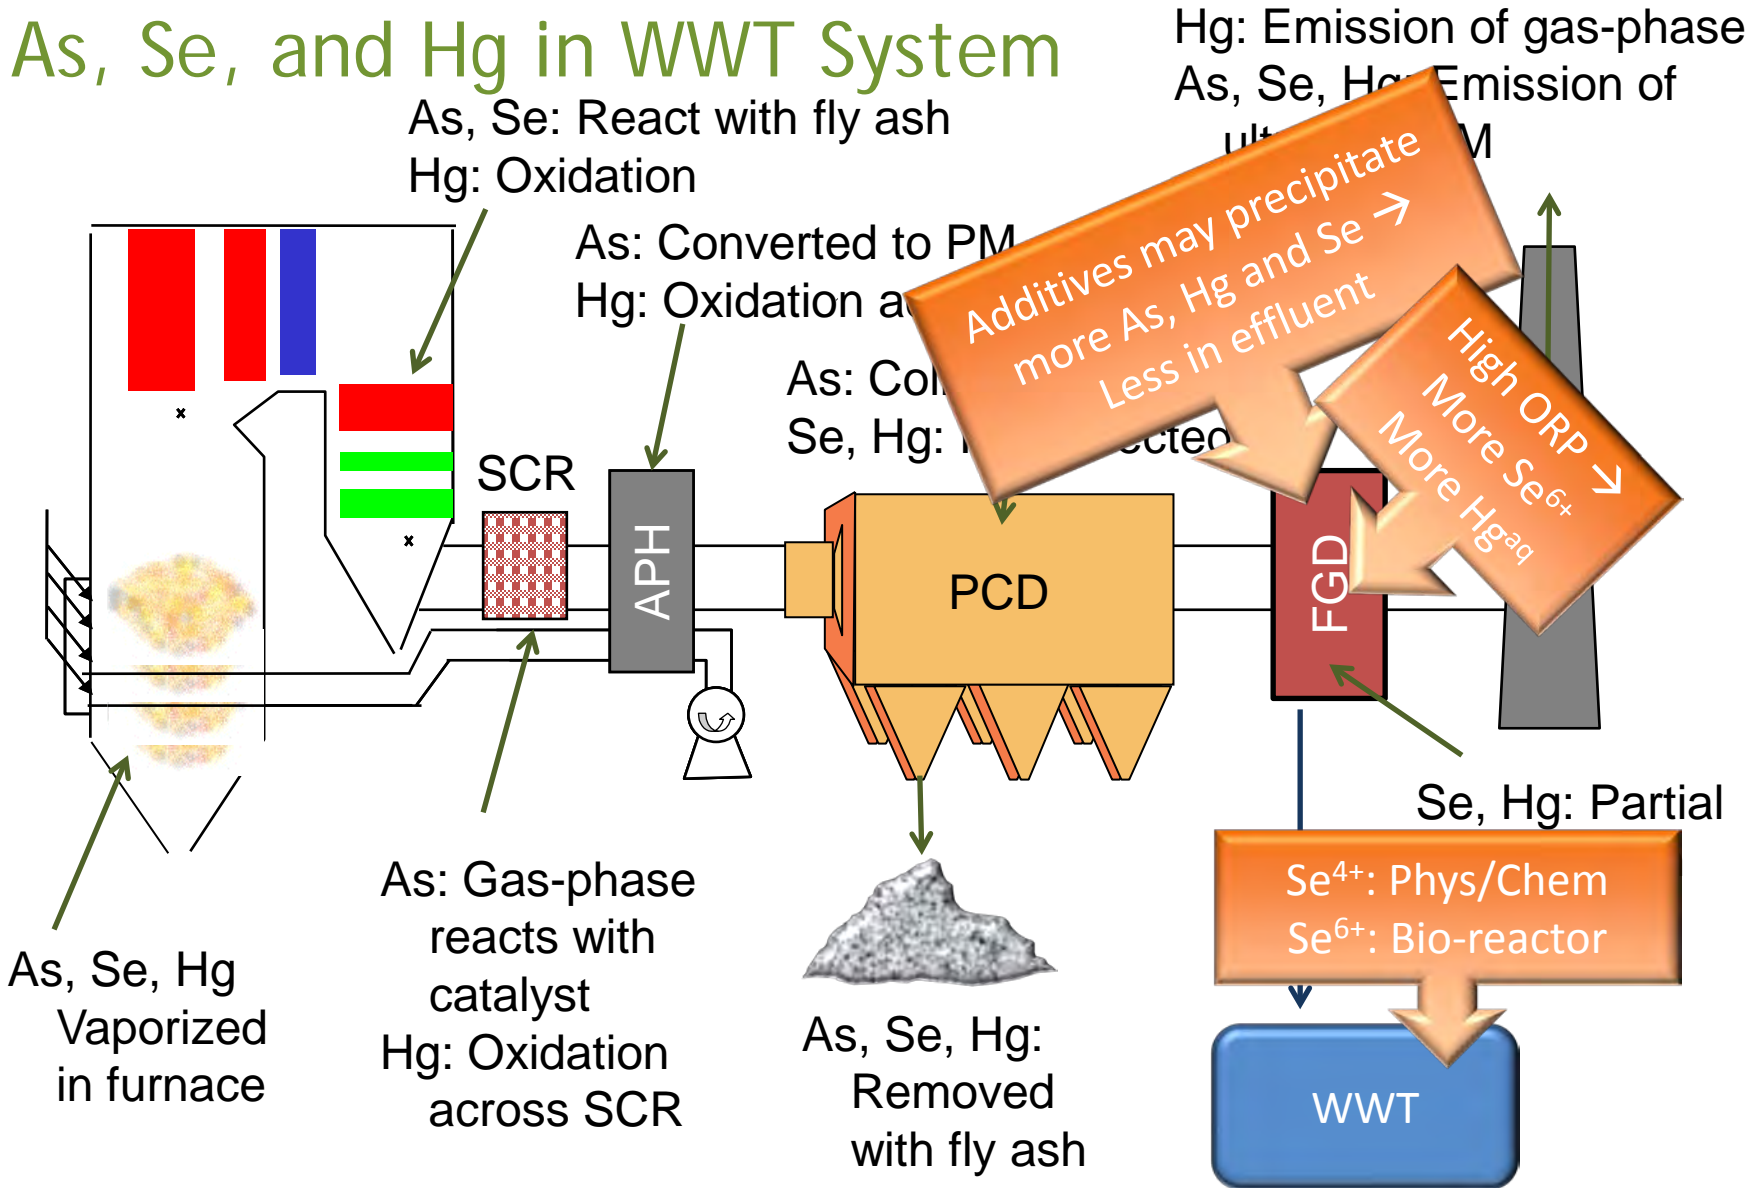 As, Se, and Hg in WWT System
Hg: Emission of gas-phase
As, Se, Hg: Emission of
As, Se: React with fly ash
Hg: Oxidation
As: Converted to PM
Hg: Oxidation
As:
Se, Hg:
Additives may precipitate
more As, Hg and Se →
Less in effluent
High ORP →
More Se⁶⁺
More Hg^aq
SCR
APH
PCD
FGD
Se, Hg: Partial
Se⁴⁺: Phys/Chem
Se⁶⁺: Bio-reactor
WWT
As, Se, Hg
Vaporized
in furnace
As: Gas-phase
reacts with
catalyst
Hg: Oxidation
across SCR
As, Se, Hg:
Removed
with fly ash